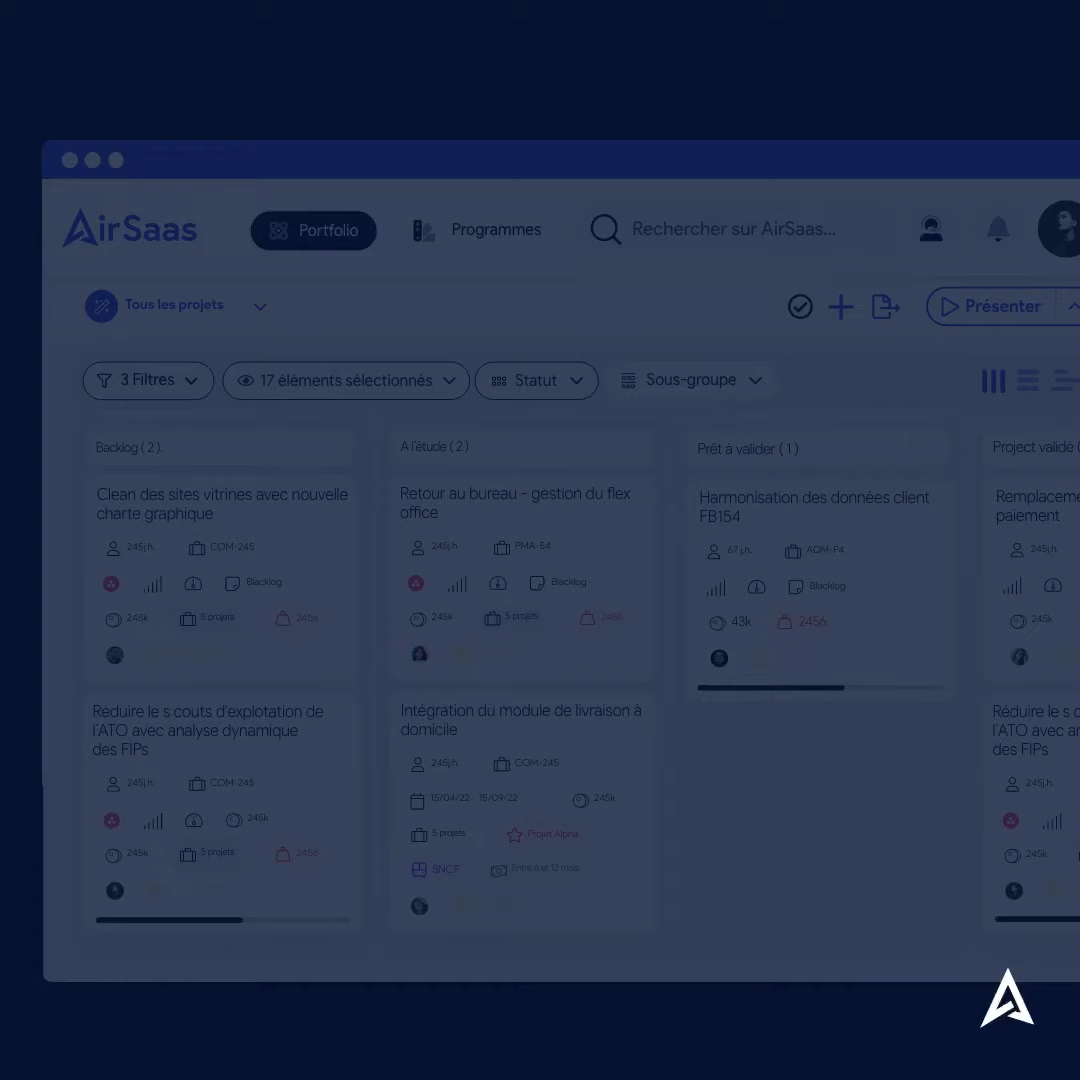 AirSaas
Portfolio
Programmes
Rechercher sur AirSaas...
Tous les projets
Présenter
3 Filtres
17 éléments sélectionnés
Statut
Sous-groupe
Backlog ( 2 ).
Clean des sites vitrines avec nouvelle
charte graphique
245j.h.
COM-245
Blacklog
245k
5 projets
2456
Réduire le s couts d'explotation de
l'ATO avec analyse dynamique
des FIPs
245j.h.
COM-245
246k
245k
5 projets
2456
A l'étude ( 2 )
Retour au bureau - gestion du flex
office
245j.h.
PMA-54
Blacklog
245k
5 projets
2456
Intégration du module de livraison à
domicile
245j.h.
COM-245
15/04/22 - 15/09/22
245k
5 projets
Projet Alpha
SNCF
Entre 6 et 12 mois
Prêt à valider ( 1 )
Harmonisation des données client
FB154
67 j.h.
AOM-P4
Blacklog
43k
2456
Project validé (
Remplaceme
paiement
245j.h.
245k
Réduire le s c
l'ATO avec an
des FIPs
245j.h.
245k